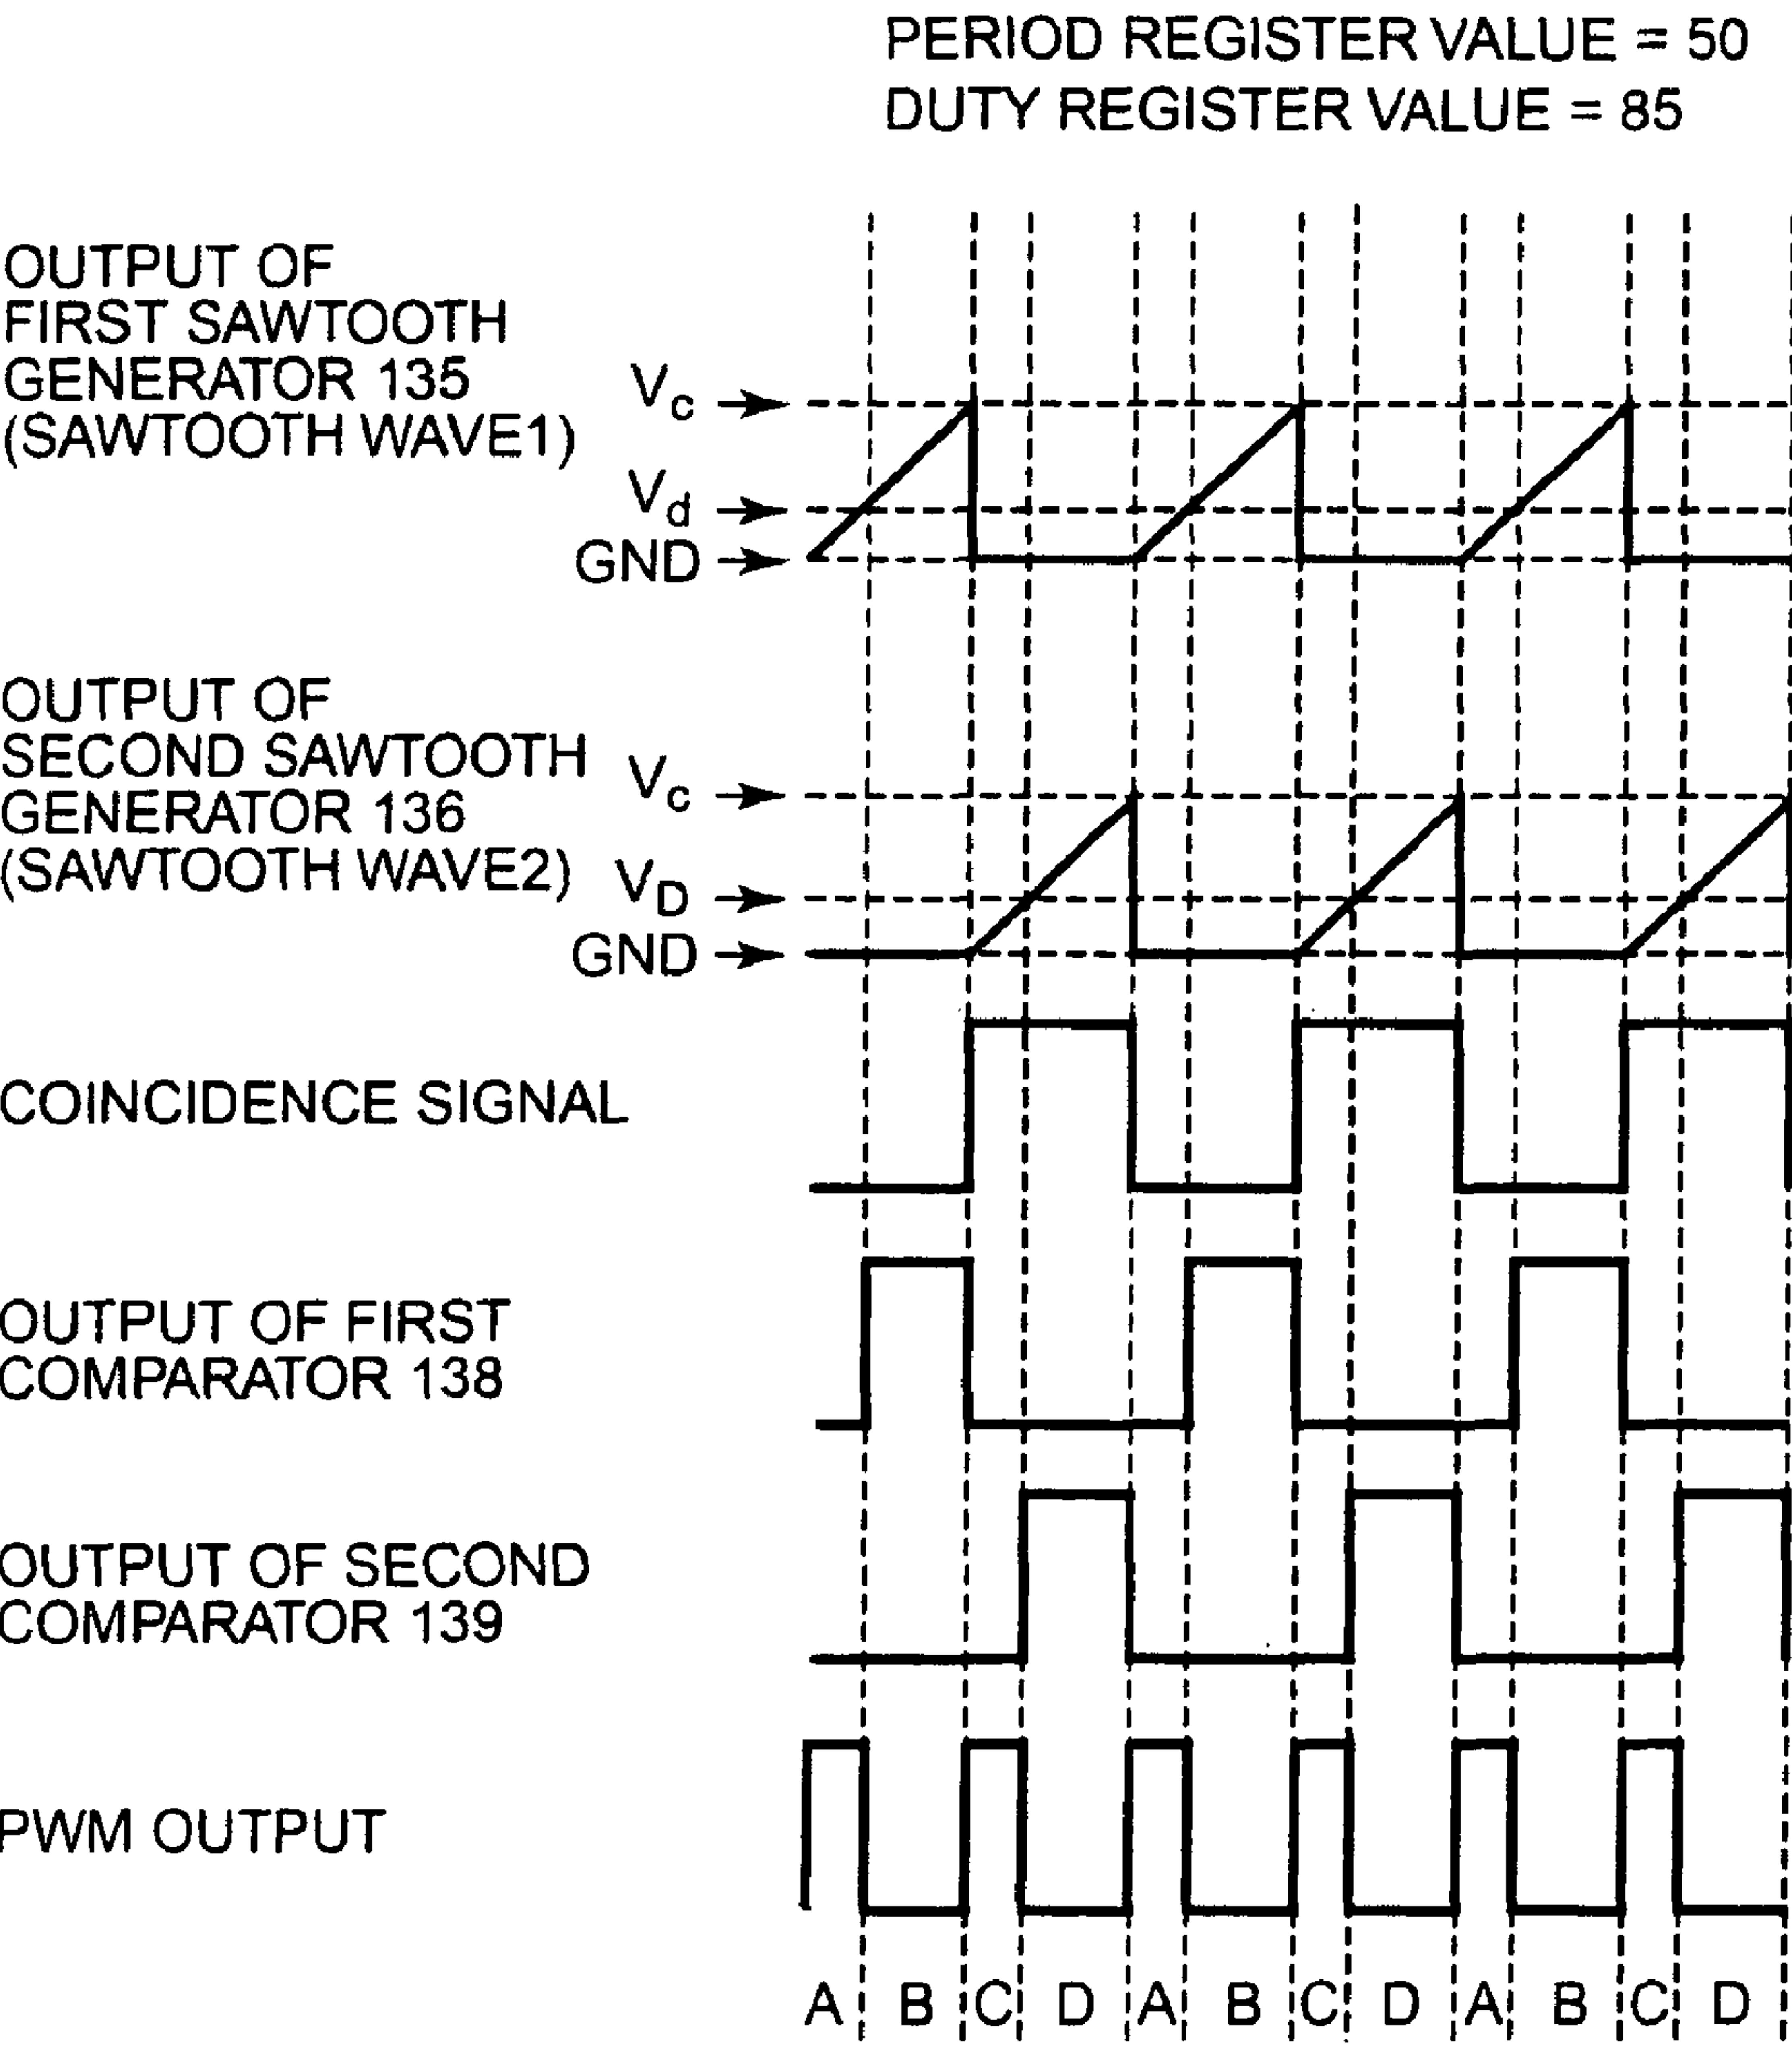 PERIOD REGISTER VALUE = 50
DUTY REGISTER VALUE = 85
OUTPUT OF
FIRST SAWTOOTH
GENERATOR 135
(SAWTOOTH WAVE1)
Vc
Vd
GND
OUTPUT OF
SECOND SAWTOOTH
GENERATOR 136
(SAWTOOTH WAVE2)
Vc
VD
GND
COINCIDENCE SIGNAL
OUTPUT OF FIRST
COMPARATOR 138
OUTPUT OF SECOND
COMPARATOR 139
PWM OUTPUT
A B C D A B C D A B C D